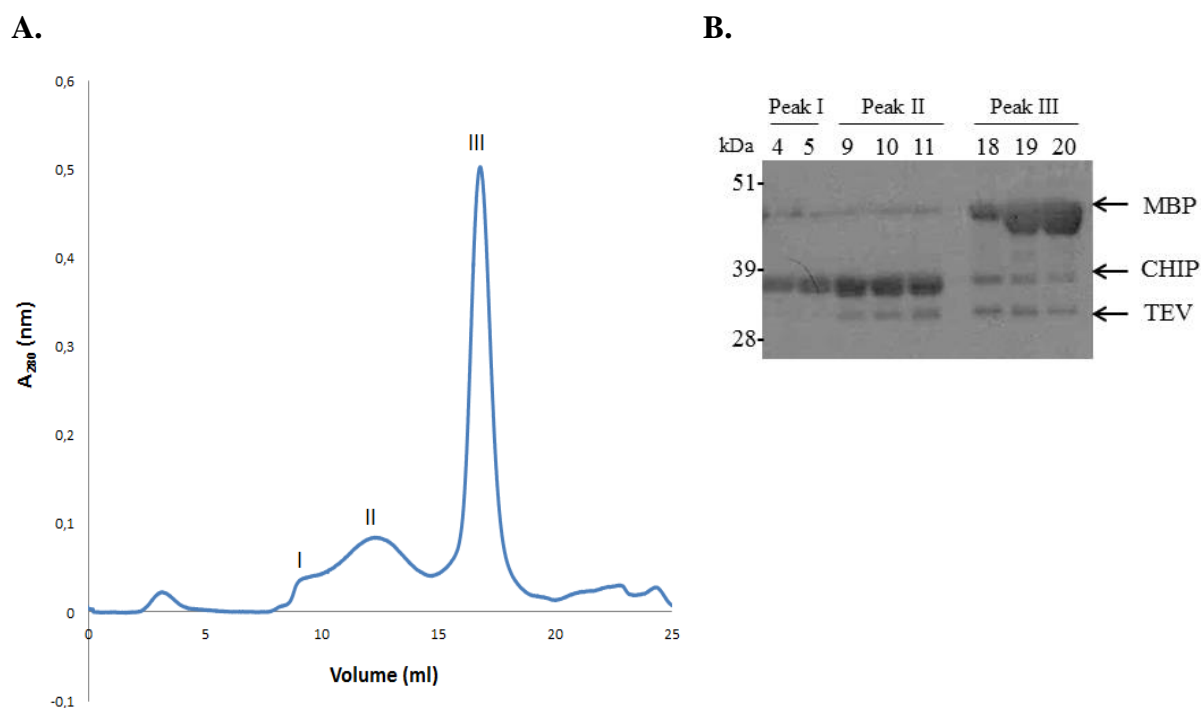 A.
B.
0,6
0,5
0,4
0,3
0,2
0,1
0
-0,1
A280 (nm)
I
II
III
0 5 10 15 20 25
Volume (ml)
Peak I Peak II Peak III
kDa 4 5 9 10 11 18 19 20
51-
39-
28-
MBP
CHIP
TEV